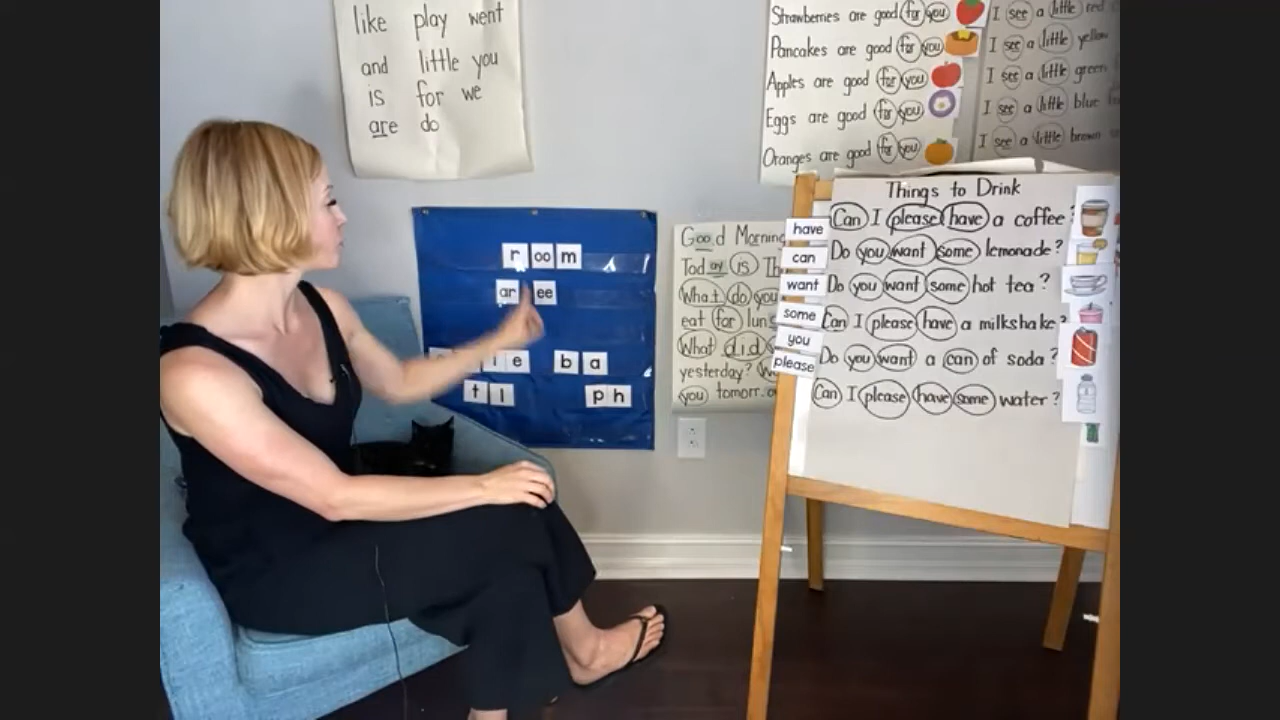 like play went
and little you
is for we
are do
Strawberries are good for you
Pancakes are good for you
Apples are good for you
Eggs are good for you
Oranges are good for you
I see a little red
I see a little yellow
I see a little green
I see a little blue
I see a little brown
r oo m
ar ee
i e b a
t l p h
Good Morning
Today is Th
What do you
eat for lun
What did
yesterday?
you tomorr
have
can
want
some
you
please
Things to Drink
Can I please have a coffee?
Do you want some lemonade?
Do you want some hot tea?
Can I please have a milkshake?
Do you want a can of soda?
Can I please have some water?